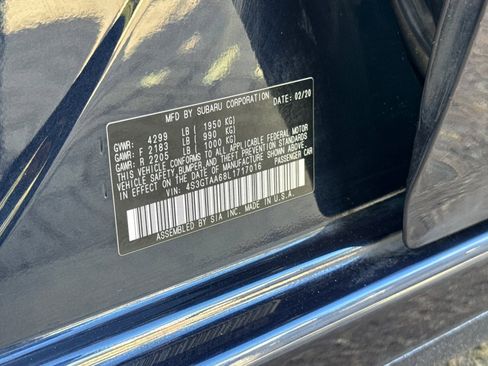 MFD BY SUBARU CORPORATION DATE: 02/20
GVWR: 4299 LB ( 1950 KG)
GAWR: F 2183 LB ( 990 KG)
GAWR: R 2205 LB ( 1000 KG)
THIS VEHICLE CONFORMS TO ALL APPLICABLE FEDERAL MOTOR
VEHICLE SAFETY, BUMPER, AND THEFT PREVENTION STANDARDS
IN EFFECT ON THE DATE OF MANUFACTURE SHOWN ABOVE.
VIN: 4S3GTAA68L1717016 PASSENGER CAR
ASSEMBLED BY SIA INC. MADE IN U.S.A.